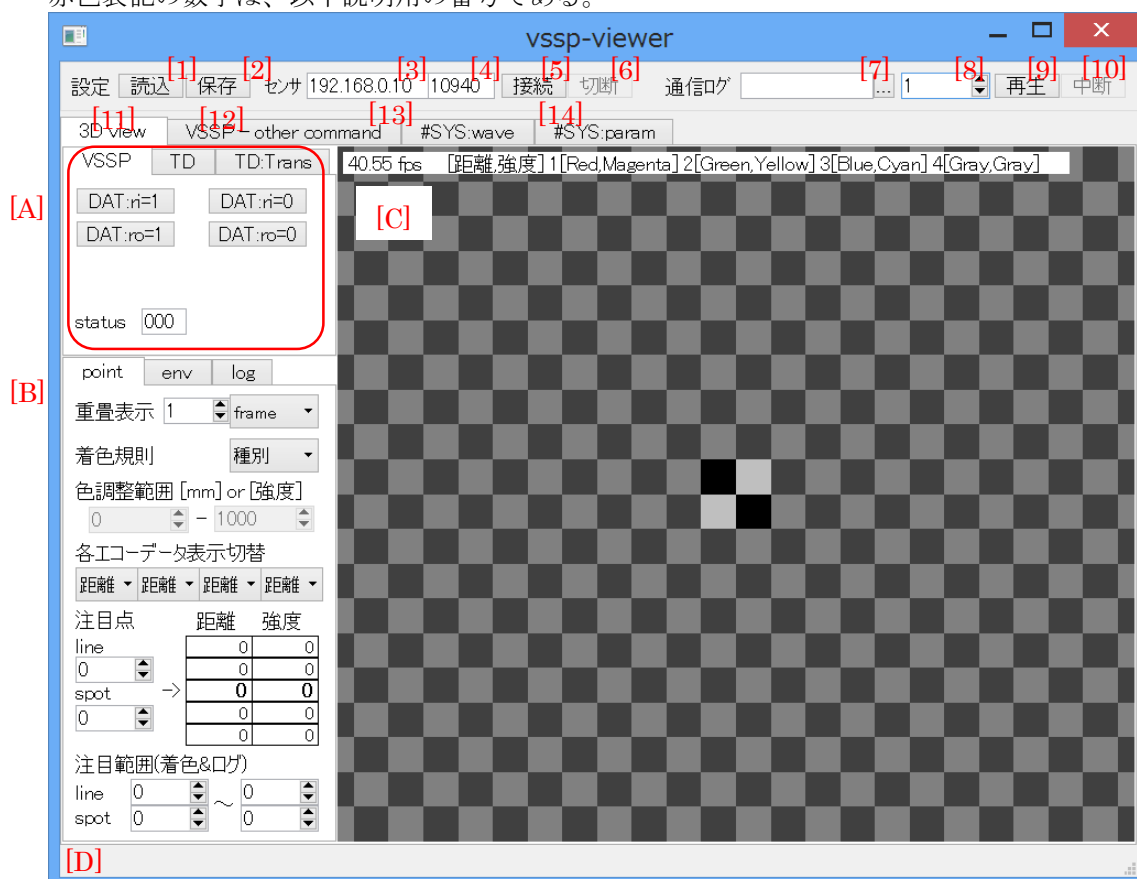 赤色表記の数字は、以下説明用の番号である。
vssp-viewer
[1] [2] [3] [4] [5] [6] [7] [8] [9] [10]
設定 読込 保存 センサ 192.168.0.10 10940 接続 切断 通信ログ ... 1 再生 中断
[11] [12] [13] [14]
3D view VSSP - other command #SYS:wave #SYS:param
VSSP TD TD:Trans
40.55 fps [距離,強度] 1[Red,Magenta] 2[Green,Yellow] 3[Blue,Cyan] 4[Gray,Gray]
[A]
DAT:ri=1 DAT:ri=0
[C]
DAT:ro=1 DAT:ro=0
status 000
point env log
[B]
重畳表示 1 frame
着色規則 種別
色調整範囲 [mm] or [強度]
0 - 1000
各エコーデータ表示切替
距離 距離 距離 距離
注目点 距離 強度
line 0 0
0 0 0
spot -> 0 0
0 0 0
0 0
注目範囲(着色&ログ)
line 0 ～ 0
spot 0 0
[D]